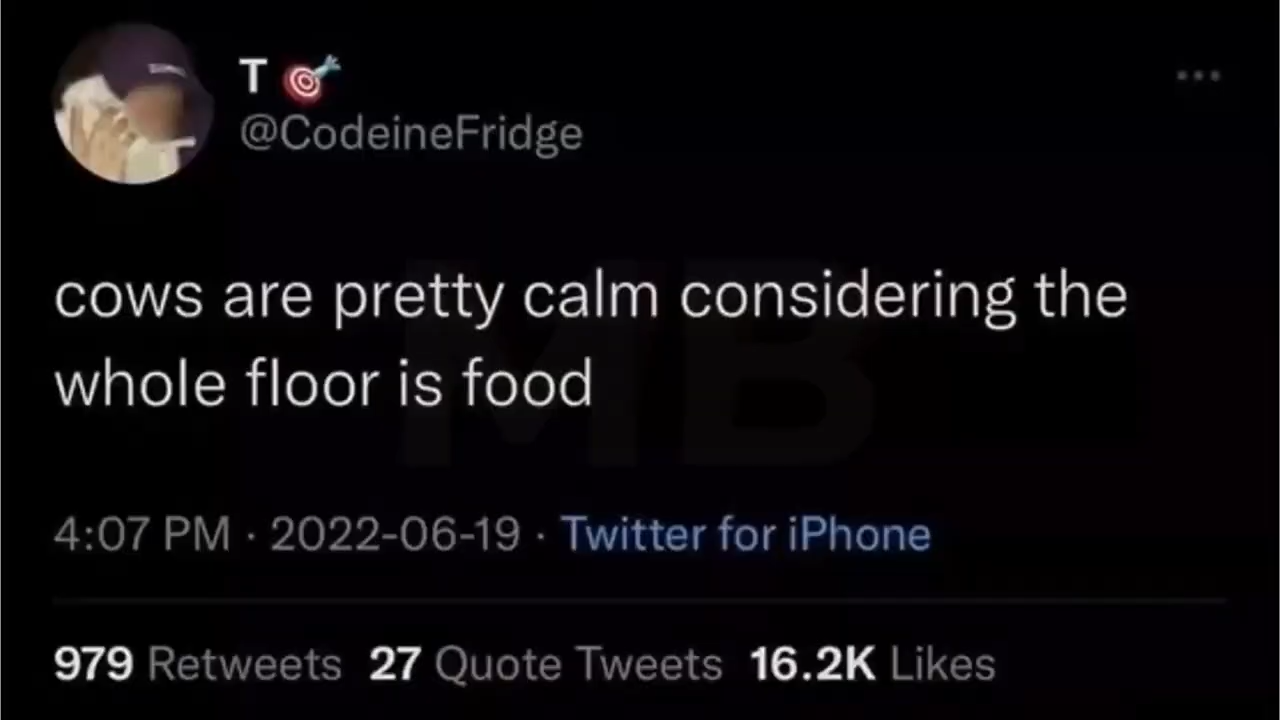 T 🎯
@CodeineFridge
cows are pretty calm considering the
whole floor is food
4:07 PM · 2022-06-19 · Twitter for iPhone
979 Retweets 27 Quote Tweets 16.2K Likes
MB